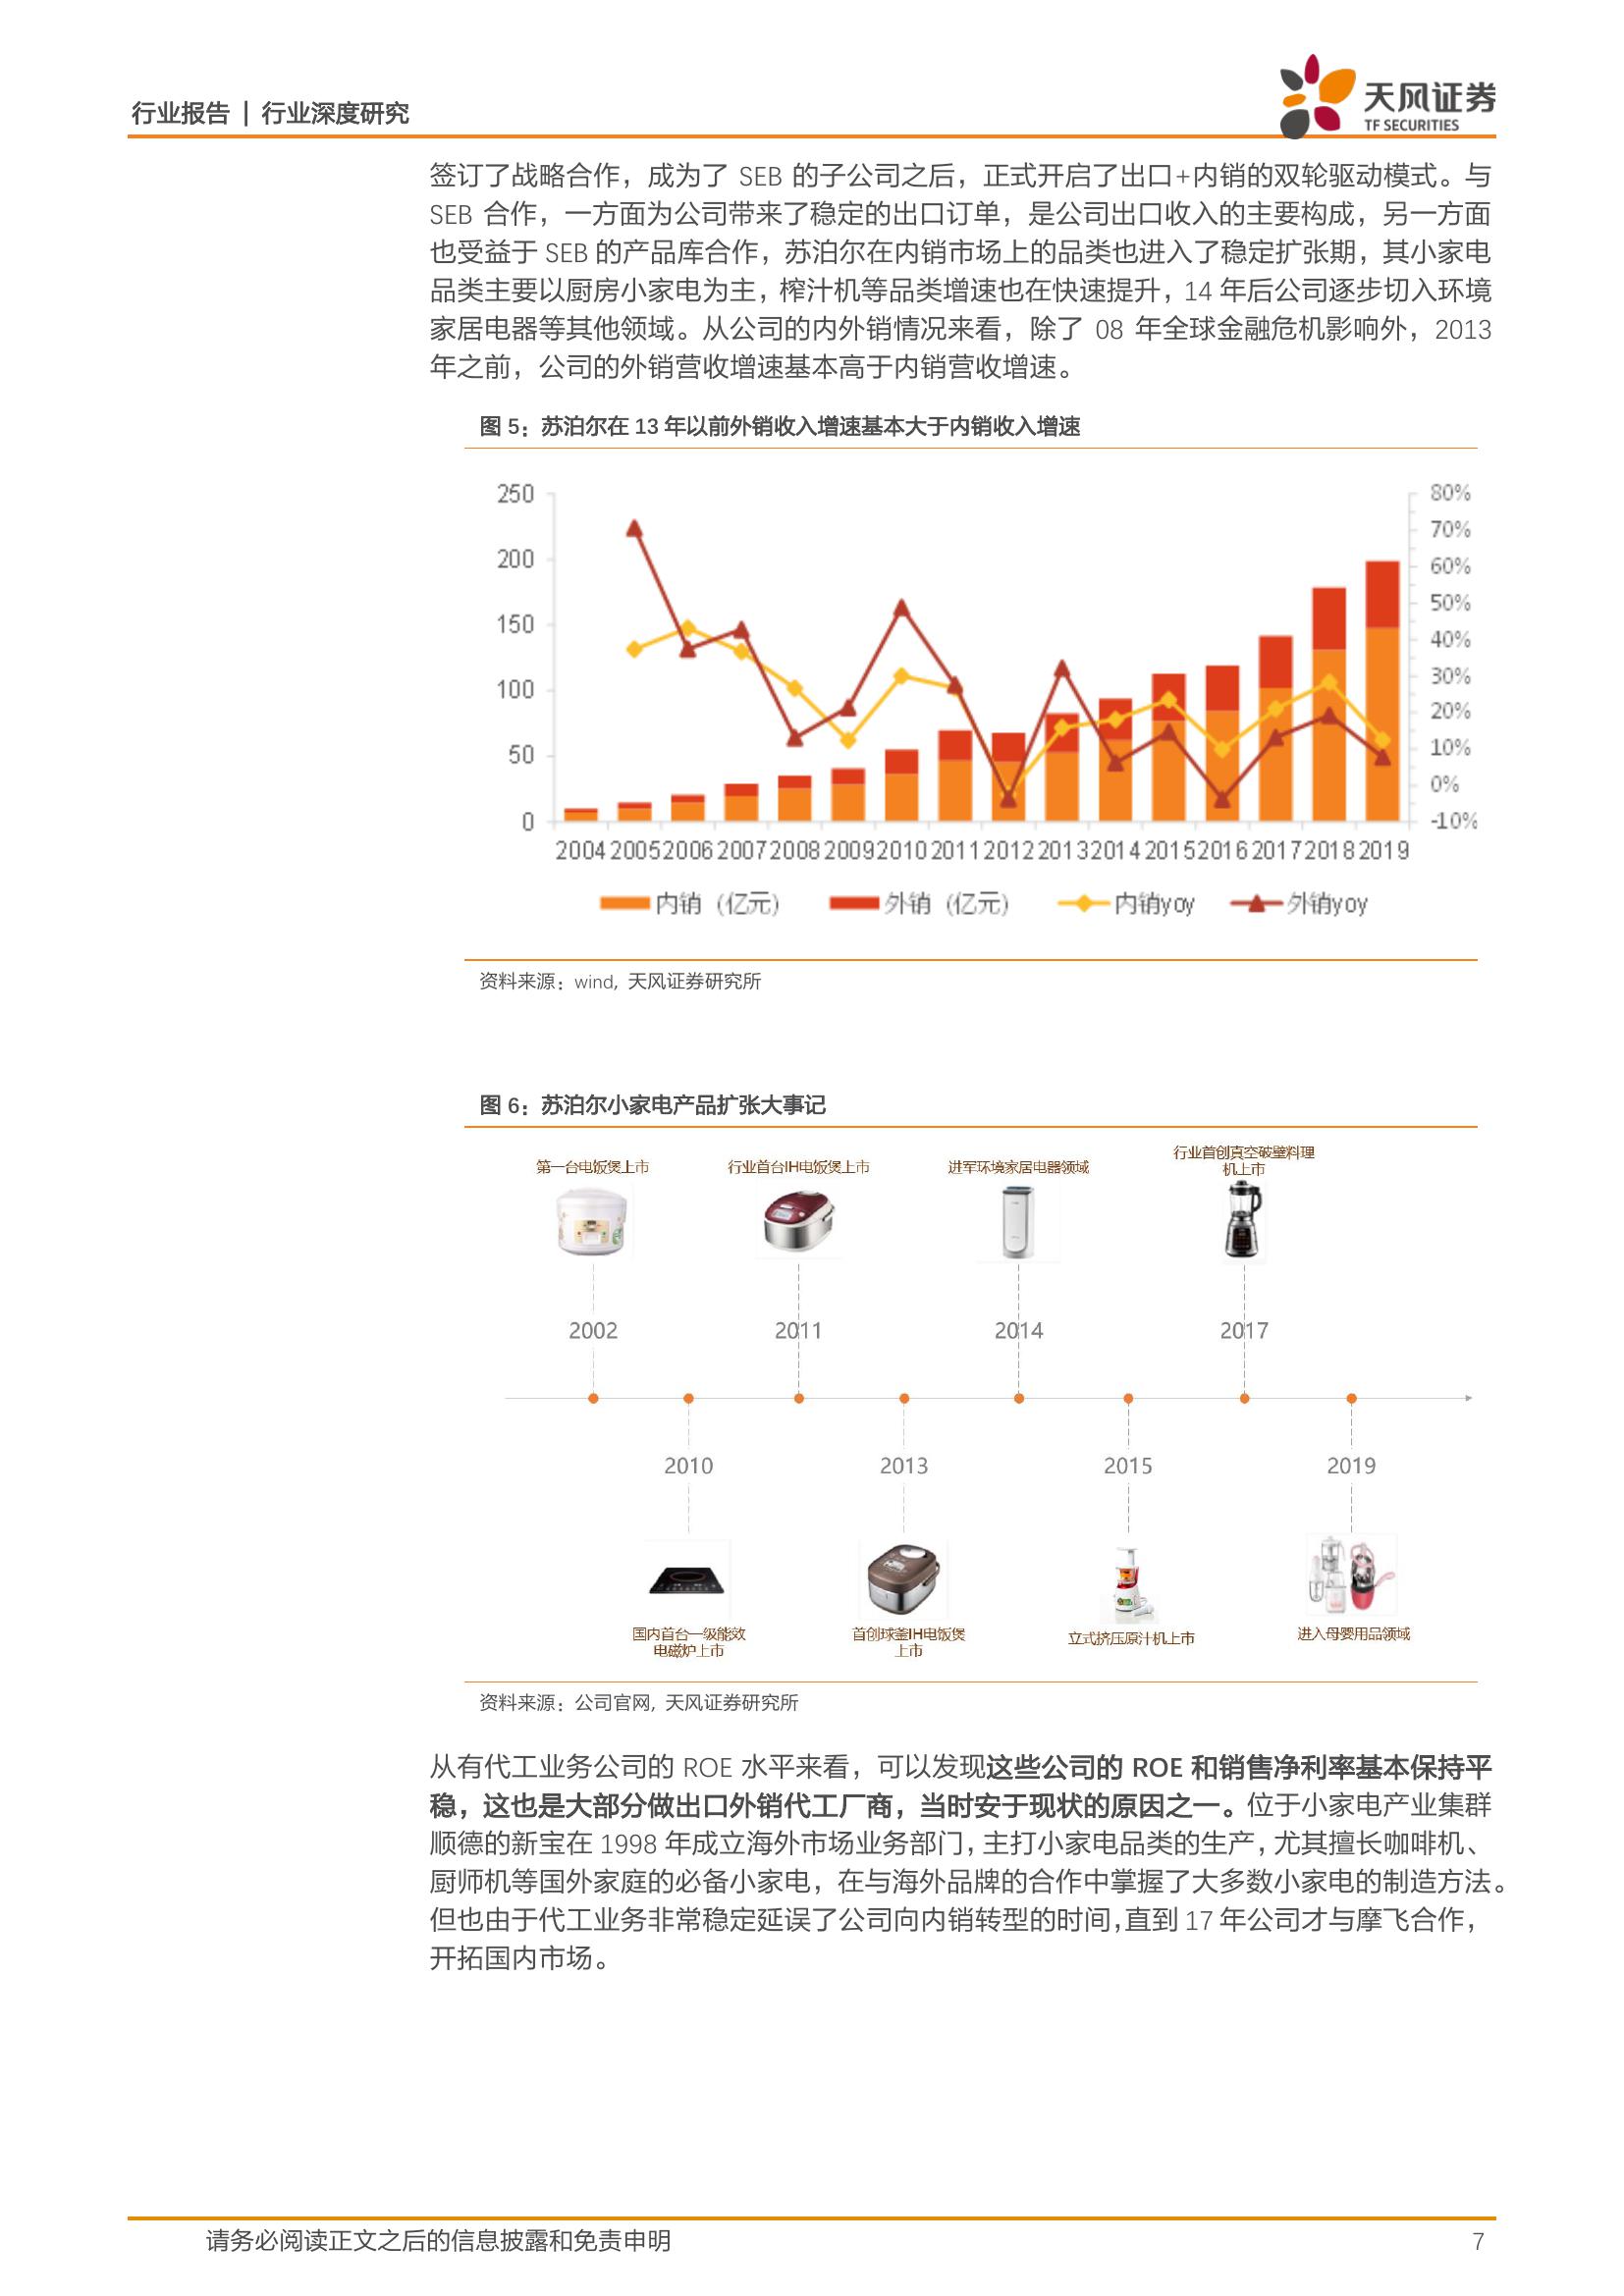 行业报告 | 行业深度研究
天风证券
TF SECURITIES
签订了战略合作，成为了 SEB 的子公司之后，正式开启了出口+内销的双轮驱动模式。与
SEB 合作，一方面为公司带来了稳定的出口订单，是公司出口收入的主要构成，另一方面
也受益于 SEB 的产品库合作，苏泊尔在内销市场上的品类也进入了稳定扩张期，其小家电
品类主要以厨房小家电为主，榨汁机等品类增速也在快速提升，14 年后公司逐步切入环境
家居电器等其他领域。从公司的内外销情况来看，除了 08 年全球金融危机影响外，2013
年之前，公司的外销营收增速基本高于内销营收增速。
图 5：苏泊尔在 13 年以前外销收入增速基本大于内销收入增速
250
200
150
100
50
0
80%
70%
60%
50%
40%
30%
20%
10%
0%
-10%
2004 2005 2006 2007 2008 2009 2010 2011 2012 2013 2014 2015 2016 2017 2018 2019
内销（亿元） 外销（亿元） 内销yoy 外销yoy
资料来源：wind, 天风证券研究所
图 6：苏泊尔小家电产品扩张大事记
第一台电饭煲上市
行业首台IH电饭煲上市
进军环境家居电器领域
行业首创真空破壁料理
机上市
2002 2011 2014 2017
2010 2013 2015 2019
国内首台一级能效
电磁炉上市
首创球釜IH电饭煲
上市
立式挤压原汁机上市
进入母婴用品领域
资料来源：公司官网, 天风证券研究所
从有代工业务公司的 ROE 水平来看，可以发现这些公司的 ROE 和销售净利率基本保持平
稳，这也是大部分做出口外销代工厂商，当时安于现状的原因之一。位于小家电产业集群
顺德的新宝在 1998 年成立海外市场业务部门，主打小家电品类的生产，尤其擅长咖啡机、
厨师机等国外家庭的必备小家电，在与海外品牌的合作中掌握了大多数小家电的制造方法。
但也由于代工业务非常稳定延误了公司向内销转型的时间，直到 17 年公司才与摩飞合作，
开拓国内市场。
请务必阅读正文之后的信息披露和免责申明
7